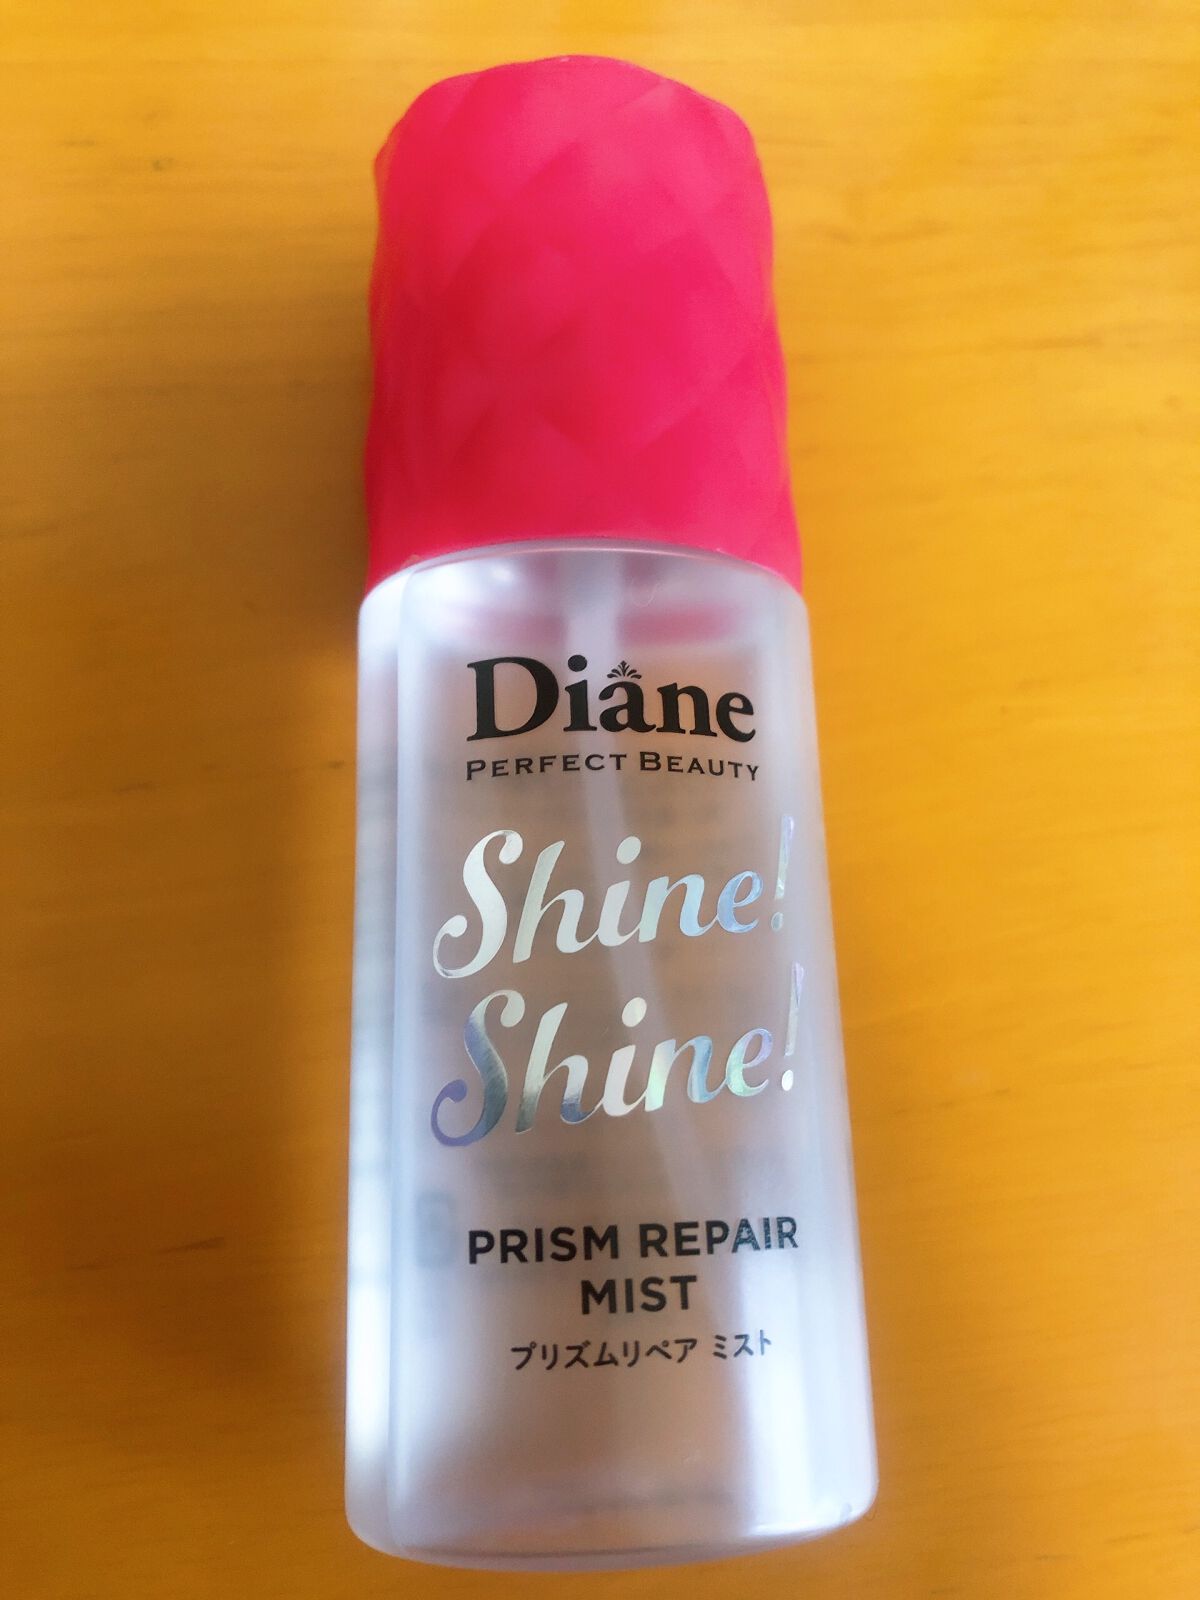 Diane
PERFECT BEAUTY
Shine!
Shine!
PRISM REPAIR
MIST
プリズムリペア ミスト